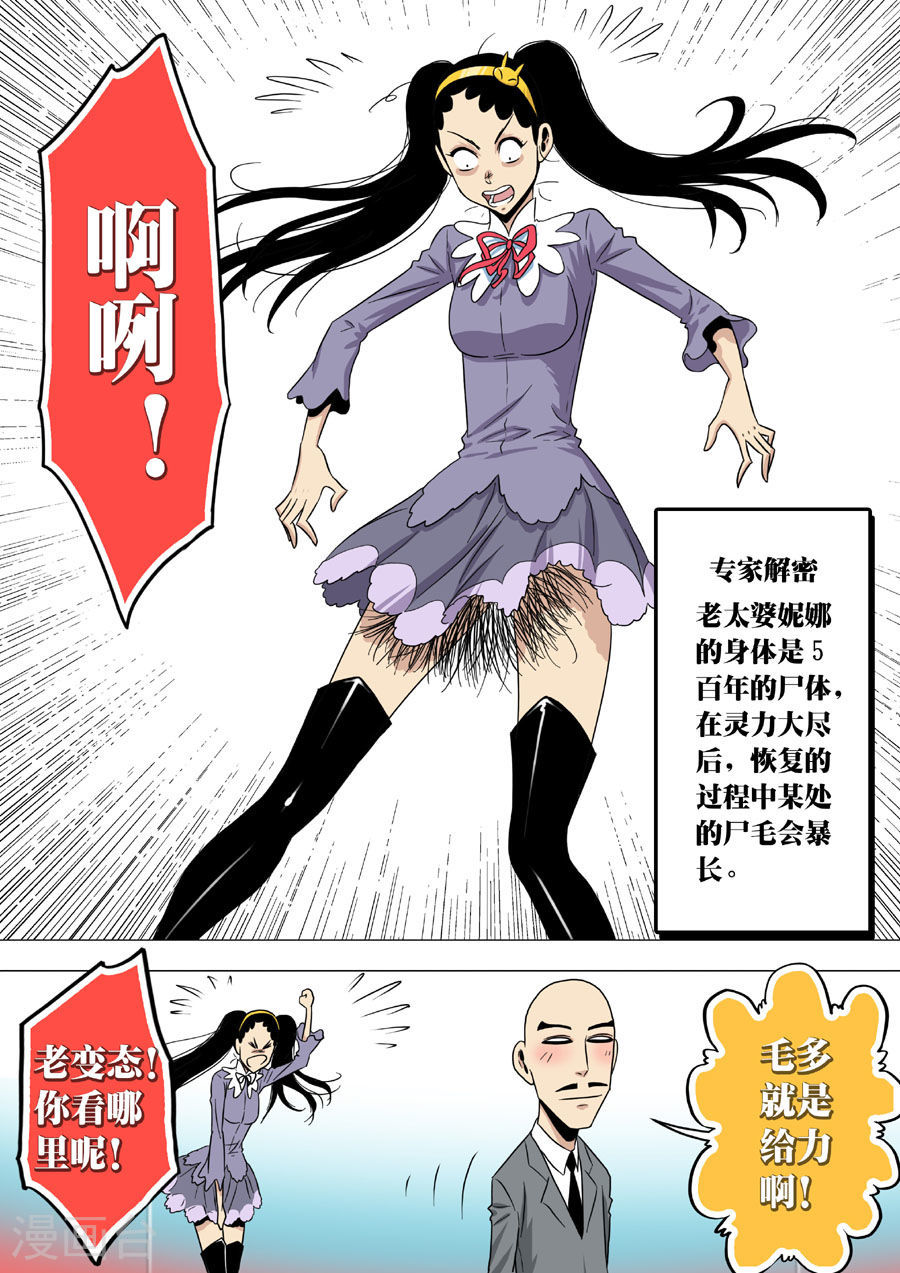 啊咧！
专家解密
老太婆妮娜
的身体是5
百年的尸体，
在灵力大尽
后，恢复的
过程中某处
的尸毛会暴
长。
老变态！
你看哪
里呢！
毛多
就是
给力
啊！
漫画台